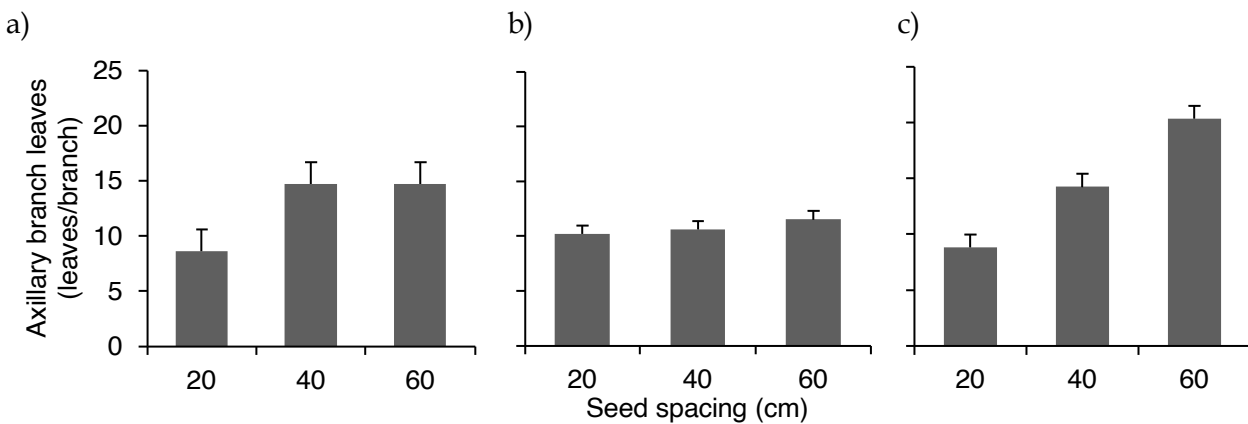 a)
b)
c)
Axillary branch leaves
(leaves/branch)
25
20
15
10
5
0
20 40 60
20 40 60
20 40 60
Seed spacing (cm)